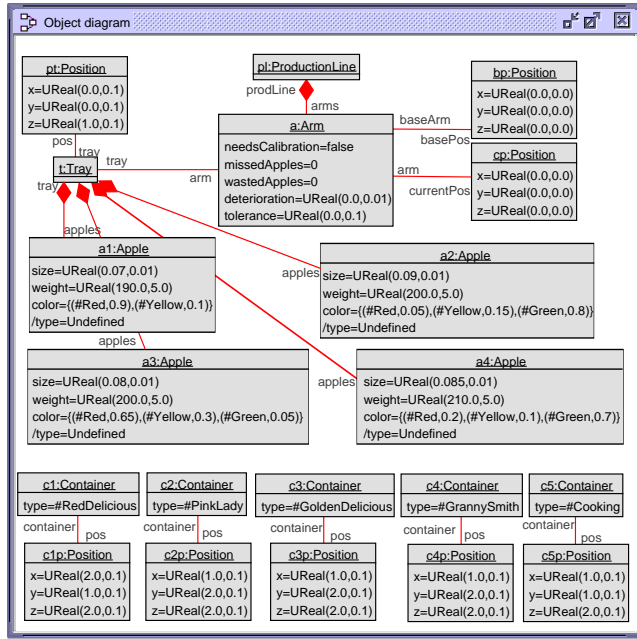 Object diagram
pt:Position
x=UReal(0.0,0.1)
y=UReal(0.0,0.1)
z=UReal(1.0,0.1)
pos
tray
t:Tray
tray
tray
arm
apples
pl:ProductionLine
prodLine
arms
a:Arm
needsCalibration=false
missedApples=0
wastedApples=0
deterioration=UReal(0.0,0.01)
tolerance=UReal(0.0,0.1)
baseArm
basePos
arm
currentPos
bp:Position
x=UReal(0.0,0.0)
y=UReal(0.0,0.0)
z=UReal(0.0,0.0)
cp:Position
x=UReal(0.0,0.0)
y=UReal(0.0,0.0)
z=UReal(0.0,0.0)
a1:Apple
size=UReal(0.07,0.01)
weight=UReal(190.0,5.0)
color={(#Red,0.9),(#Yellow,0.1)}
/type=Undefined
apples
apples
a2:Apple
size=UReal(0.09,0.01)
weight=UReal(200.0,5.0)
color={(#Red,0.05),(#Yellow,0.15),(#Green,0.8)}
/type=Undefined
a3:Apple
size=UReal(0.08,0.01)
weight=UReal(200.0,5.0)
color={(#Red,0.65),(#Yellow,0.3),(#Green,0.05)}
/type=Undefined
apples
a4:Apple
size=UReal(0.085,0.01)
weight=UReal(210.0,5.0)
color={(#Red,0.2),(#Yellow,0.1),(#Green,0.7)}
/type=Undefined
c1:Container
type=#RedDelicious
container
pos
c1p:Position
x=UReal(2.0,0.1)
y=UReal(1.0,0.1)
z=UReal(2.0,0.1)
c2:Container
type=#PinkLady
container
pos
c2p:Position
x=UReal(1.0,0.1)
y=UReal(2.0,0.1)
z=UReal(2.0,0.1)
c3:Container
type=#GoldenDelicious
container
pos
c3p:Position
x=UReal(1.0,0.1)
y=UReal(2.0,0.1)
z=UReal(2.0,0.1)
c4:Container
type=#GrannySmith
container
pos
c4p:Position
x=UReal(1.0,0.1)
y=UReal(2.0,0.1)
z=UReal(2.0,0.1)
c5:Container
type=#Cooking
container
pos
c5p:Position
x=UReal(1.0,0.1)
y=UReal(2.0,0.1)
z=UReal(2.0,0.1)